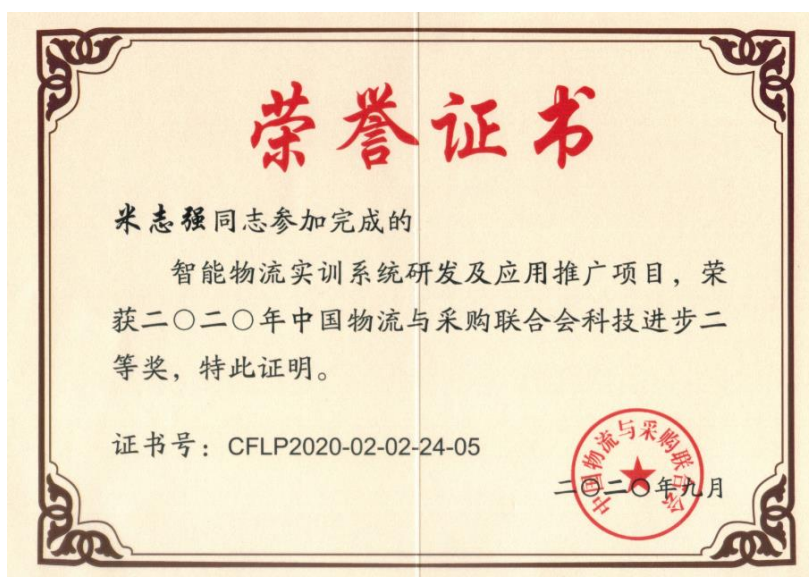 荣誉证书
米志强同志参加完成的
智能物流实训系统研发及应用推广项目，荣
获二〇二〇年中国物流与采购联合会科技进步二
等奖，特此证明。
证书号：CFLP2020-02-02-24-05
中国物流与采购联合会
二〇二〇年九月